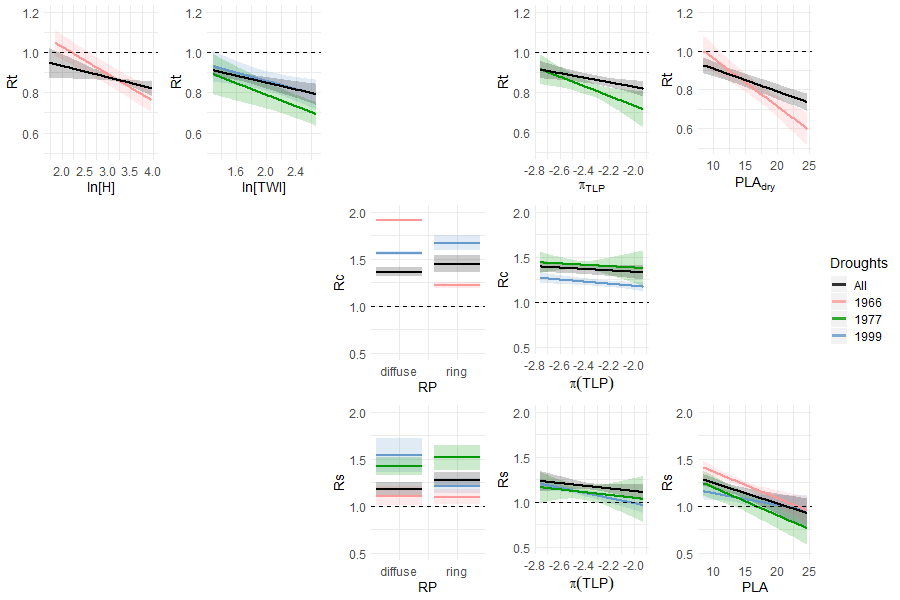 1.2
1.0
0.8
0.6
Rt
2.0 2.5 3.0 3.5 4.0
ln[H]
1.2
1.0
0.8
0.6
Rt
1.6 2.0 2.4
ln[TWI]
1.2
1.0
0.8
0.6
Rt
-2.8 -2.6 -2.4 -2.2 -2.0
πTLP
1.2
1.0
0.8
0.6
Rt
10 15 20 25
PLAdry
2.0
1.5
1.0
0.5
Rc
diffuse ring
RP
2.0
1.5
1.0
0.5
Rc
-2.8 -2.6 -2.4 -2.2 -2.0
π(TLP)
Droughts
All
1966
1977
1999
2.0
1.5
1.0
0.5
Rs
diffuse ring
RP
2.0
1.5
1.0
0.5
Rs
-2.8 -2.6 -2.4 -2.2 -2.0
π(TLP)
2.0
1.5
1.0
0.5
Rs
10 15 20 25
PLA